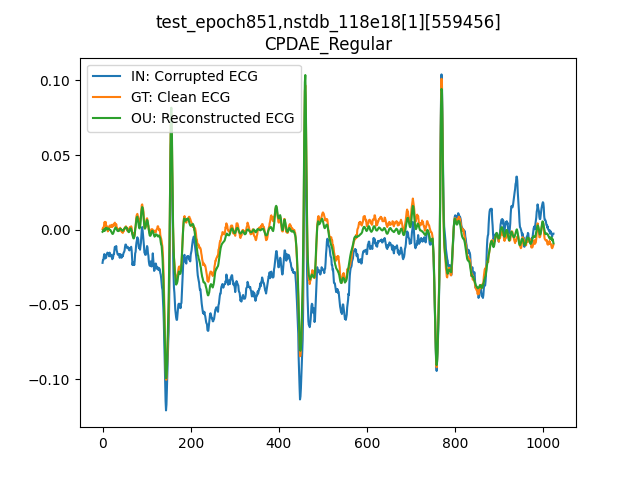 test_epoch851,nstdb_118e18[1][559456]
CPDAE_Regular
IN: Corrupted ECG
GT: Clean ECG
OU: Reconstructed ECG
0.10
0.05
0.00
−0.05
−0.10
0 200 400 600 800 1000